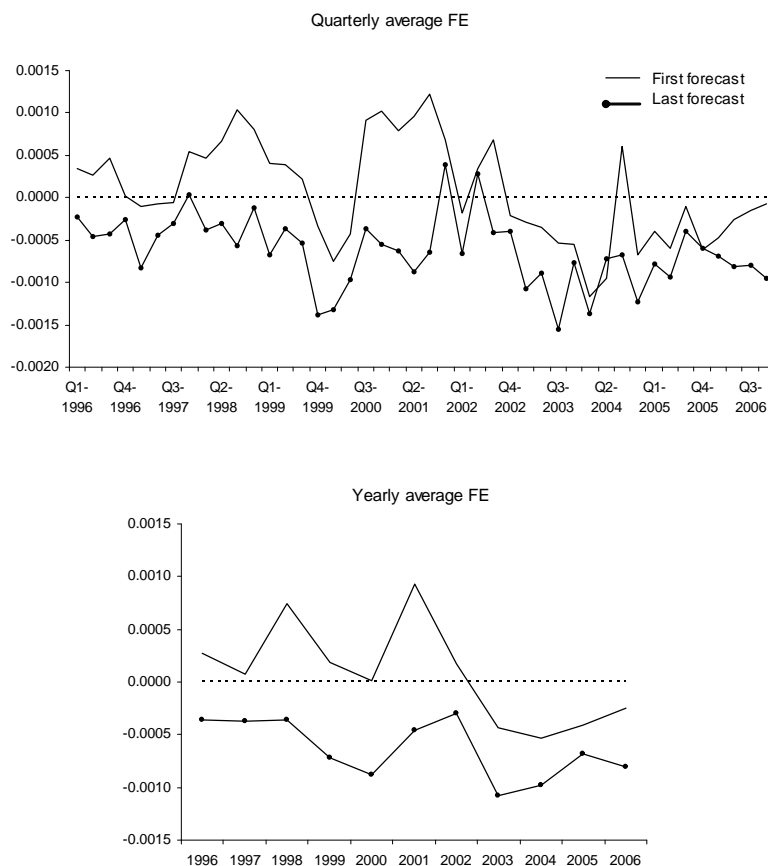 Quarterly average FE
0.0015
First forecast
Last forecast
0.0010
0.0005
0.0000
-0.0005
-0.0010
-0.0015
-0.0020
Q1- Q4- Q3- Q2- Q1- Q4- Q3- Q2- Q1- Q4- Q3- Q2- Q1- Q4- Q3-
1996 1996 1997 1998 1999 1999 2000 2001 2002 2002 2003 2004 2005 2005 2006
Yearly average FE
0.0015
0.0010
0.0005
0.0000
-0.0005
-0.0010
-0.0015
1996 1997 1998 1999 2000 2001 2002 2003 2004 2005 2006